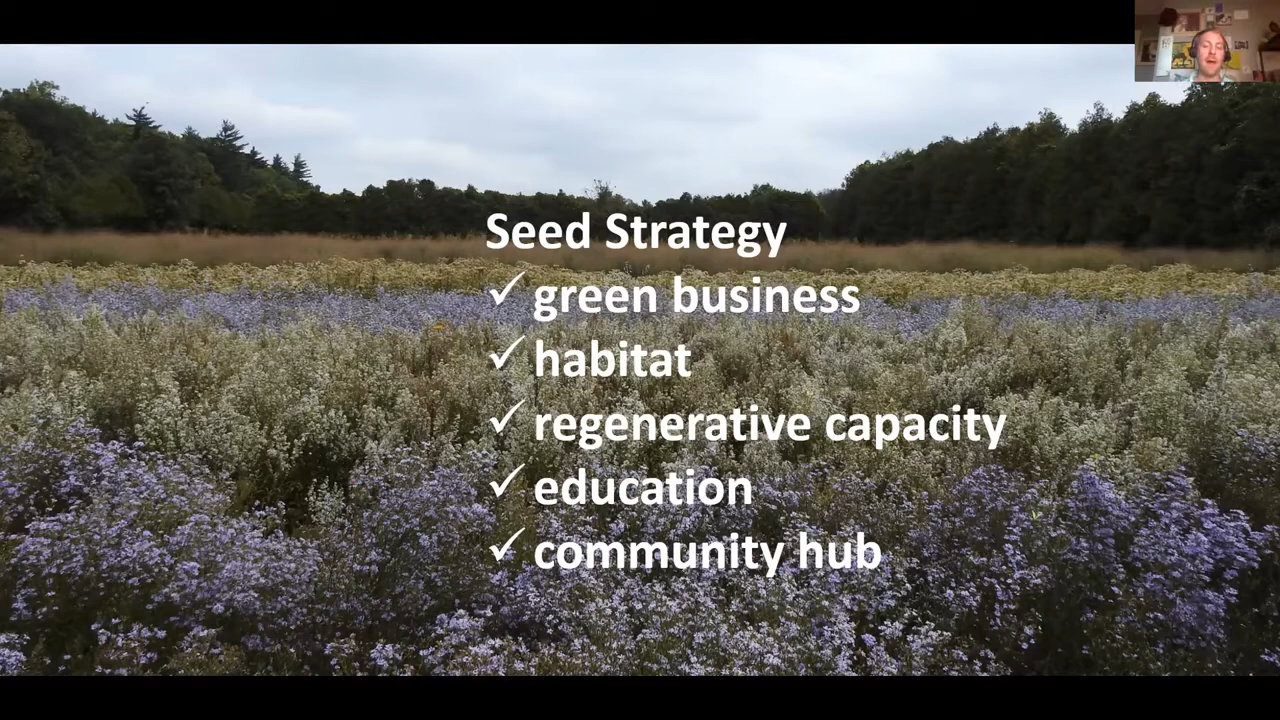 Seed Strategy
✓ green business
✓ habitat
✓ regenerative capacity
✓ education
✓ community hub